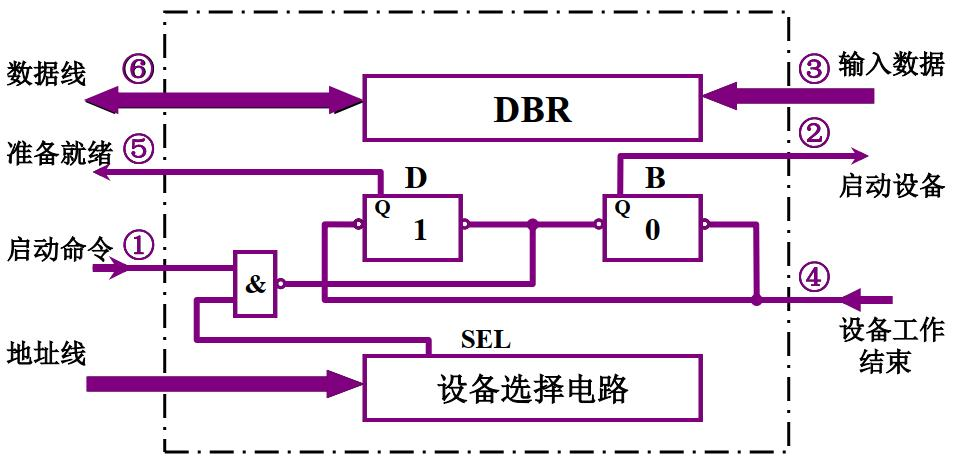 数据线
⑥
DBR
③
输入数据
准备就绪
⑤
D
B
②
启动设备
Q
1
Q
0
启动命令
①
&
④
设备工作
结束
地址线
SEL
设备选择电路